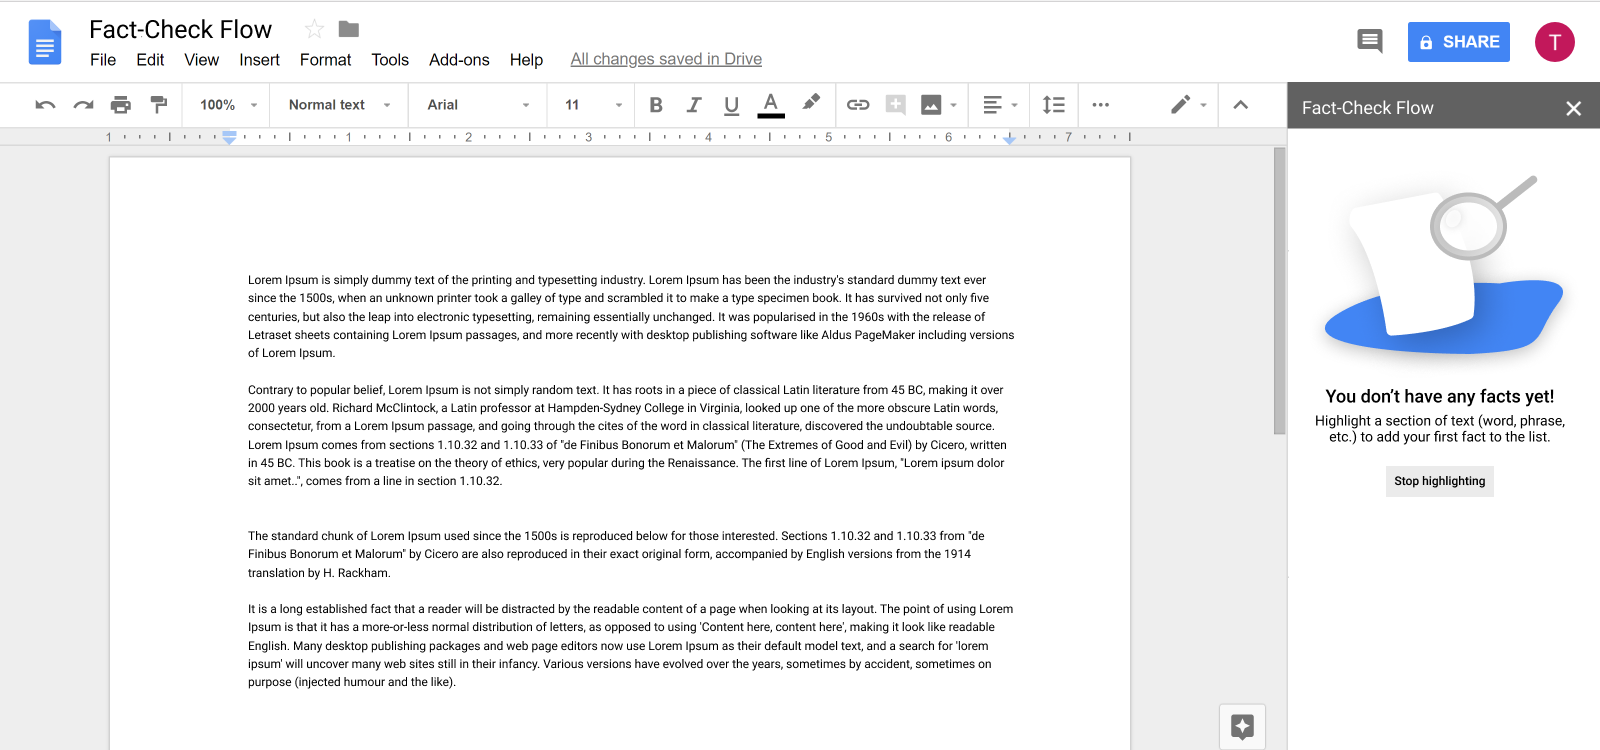 Fact-Check Flow
File Edit View Insert Format Tools Add-ons Help All changes saved in Drive
SHARE
T
100% Normal text Arial 11 B I U A
Fact-Check Flow
1 1 2 3 4 5 6 7
Lorem Ipsum is simply dummy text of the printing and typesetting industry. Lorem Ipsum has been the industry's standard dummy text ever
since the 1500s, when an unknown printer took a galley of type and scrambled it to make a type specimen book. It has survived not only five
centuries, but also the leap into electronic typesetting, remaining essentially unchanged. It was popularised in the 1960s with the release of
Letraset sheets containing Lorem Ipsum passages, and more recently with desktop publishing software like Aldus PageMaker including versions
of Lorem Ipsum.
Contrary to popular belief, Lorem Ipsum is not simply random text. It has roots in a piece of classical Latin literature from 45 BC, making it over
2000 years old. Richard McClintock, a Latin professor at Hampden-Sydney College in Virginia, looked up one of the more obscure Latin words,
consectetur, from a Lorem Ipsum passage, and going through the cites of the word in classical literature, discovered the undoubtable source.
Lorem Ipsum comes from sections 1.10.32 and 1.10.33 of "de Finibus Bonorum et Malorum" (The Extremes of Good and Evil) by Cicero, written
in 45 BC. This book is a treatise on the theory of ethics, very popular during the Renaissance. The first line of Lorem Ipsum, "Lorem ipsum dolor
sit amet..", comes from a line in section 1.10.32.
The standard chunk of Lorem Ipsum used since the 1500s is reproduced below for those interested. Sections 1.10.32 and 1.10.33 from "de
Finibus Bonorum et Malorum" by Cicero are also reproduced in their exact original form, accompanied by English versions from the 1914
translation by H. Rackham.
It is a long established fact that a reader will be distracted by the readable content of a page when looking at its layout. The point of using Lorem
Ipsum is that it has a more-or-less normal distribution of letters, as opposed to using 'Content here, content here', making it look like readable
English. Many desktop publishing packages and web page editors now use Lorem Ipsum as their default model text, and a search for 'lorem
ipsum' will uncover many web sites still in their infancy. Various versions have evolved over the years, sometimes by accident, sometimes on
purpose (injected humour and the like).
You don't have any facts yet!
Highlight a section of text (word, phrase,
etc.) to add your first fact to the list.
Stop highlighting